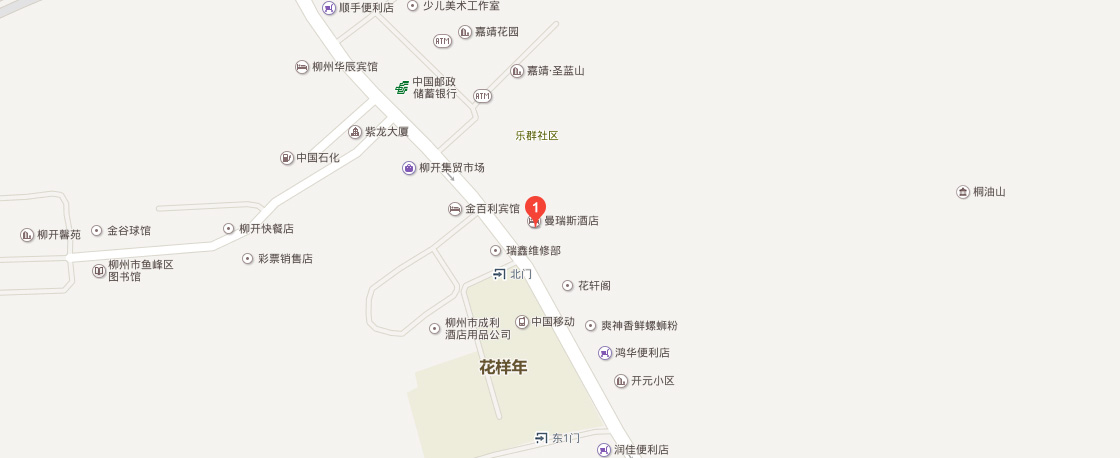 顺手便利店
少儿美术工作室
嘉靖花园
ATM
柳州华辰宾馆
嘉靖·圣蓝山
中国邮政
储蓄银行
ATM
紫龙大厦
乐群社区
中国石化
柳开集贸市场
桐油山
金百利宾馆
1
曼瑞斯酒店
柳开馨苑
金谷球馆
柳开快餐店
瑞鑫维修部
彩票销售店
柳州市鱼峰区
图书馆
北门
花轩阁
柳州市成利
酒店用品公司
中国移动
爽神香鲜螺蛳粉
鸿华便利店
花样年
开元小区
东1门
润佳便利店